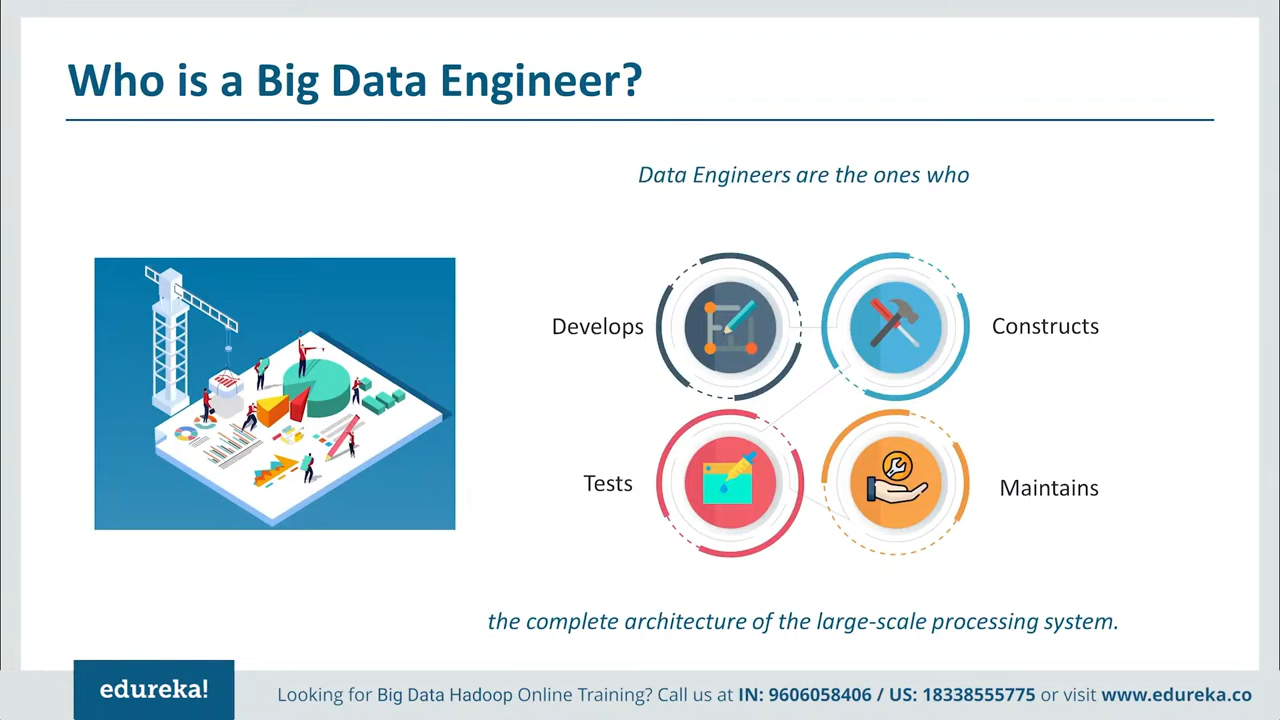 Who is a Big Data Engineer?
Data Engineers are the ones who
Develops
Constructs
Tests
Maintains
the complete architecture of the large-scale processing system.
edureka!
Looking for Big Data Hadoop Online Training? Call us at IN: 9606058406 / US: 18338555775 or visit www.edureka.co